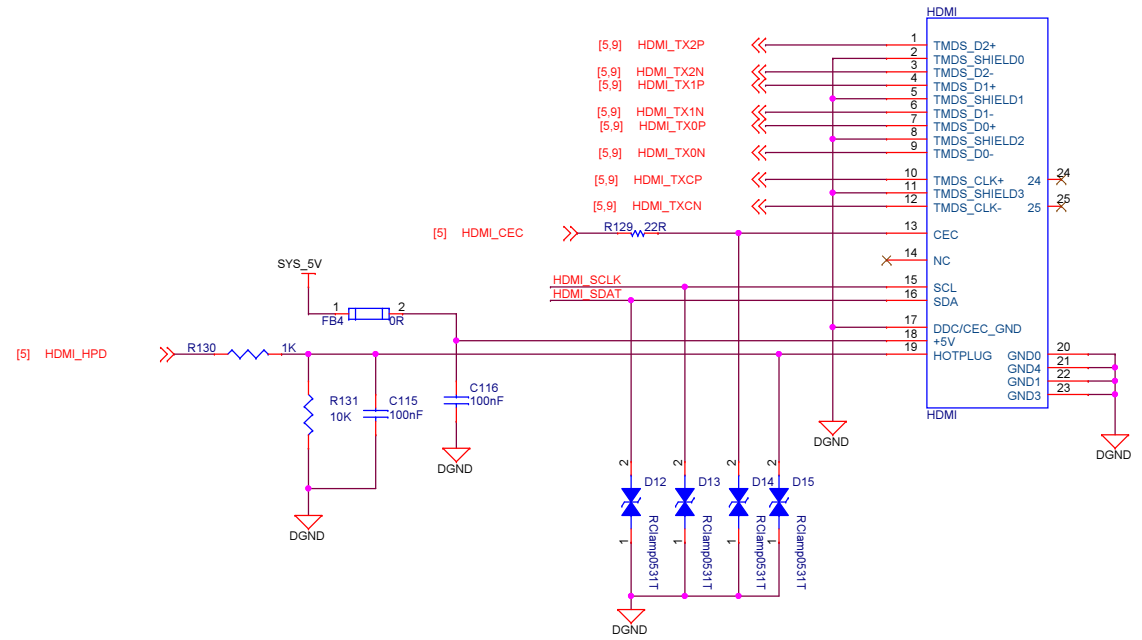 HDMI
[5,9] HDMI_TX2P 1 TMDS_D2+
2 TMDS_SHIELD0
[5,9] HDMI_TX2N 3 TMDS_D2-
[5,9] HDMI_TX1P 4 TMDS_D1+
5 TMDS_SHIELD1
[5,9] HDMI_TX1N 6 TMDS_D1-
[5,9] HDMI_TX0P 7 TMDS_D0+
8 TMDS_SHIELD2
[5,9] HDMI_TX0N 9 TMDS_D0-
[5,9] HDMI_TXCP 10 TMDS_CLK+ 24 24
11 TMDS_SHIELD3
[5,9] HDMI_TXCN 12 TMDS_CLK- 25 25
[5] HDMI_CEC R129 22R 13 CEC
14 NC
SYS_5V
HDMI_SCLK 15 SCL
HDMI_SDAT 16 SDA
1 2
FB4 0R
17 DDC/CEC_GND
18 +5V
[5] HDMI_HPD R130 1K 19 HOTPLUG GND0 20
GND4 21
GND1 22
GND3 23
HDMI
R131
10K
C115
100nF
C116
100nF
DGND
DGND
DGND
DGND
2 D12 2 D13 2 D14 2 D15
RClamp0531T RClamp0531T RClamp0531T RClamp0531T
1 1 1 1
DGND